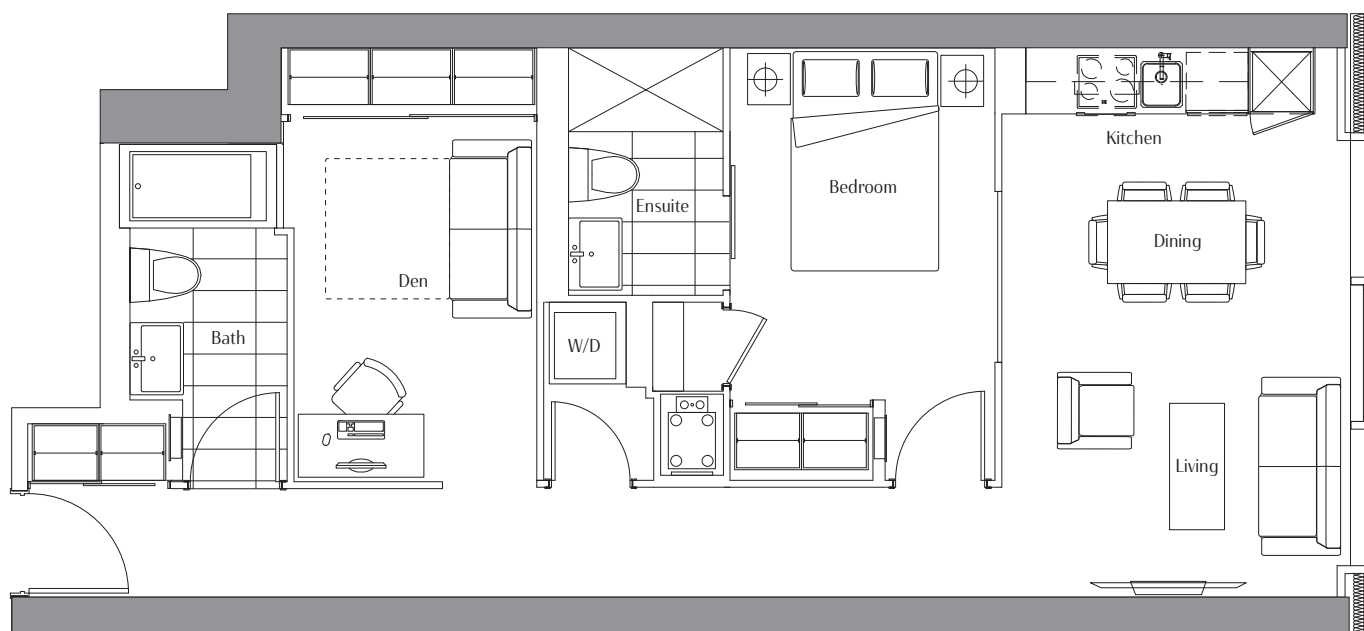 Kitchen
Bedroom
Ensuite
Dining
Den
Bath
W/D
Living